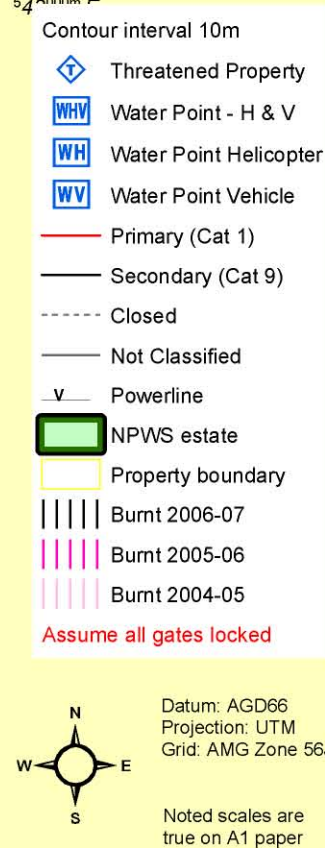 Contour interval 10m
T Threatened Property
WHV Water Point - H & V
WH Water Point Helicopter
WV Water Point Vehicle
Primary (Cat 1)
Secondary (Cat 9)
Closed
Not Classified
V Powerline
NPWS estate
Property boundary
Burnt 2006-07
Burnt 2005-06
Burnt 2004-05
Assume all gates locked
N
W E
S
Datum: AGD66
Projection: UTM
Grid: AMG Zone 56
Noted scales are
true on A1 paper